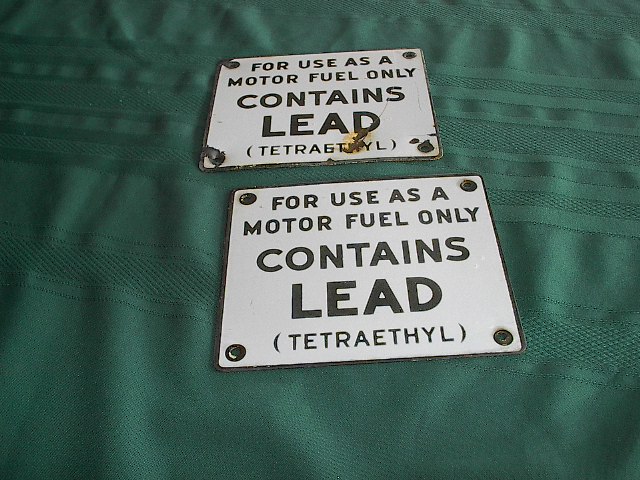 FOR USE AS A
MOTOR FUEL ONLY
CONTAINS
LEAD
(TETRAETHYL)
FOR USE AS A
MOTOR FUEL ONLY
CONTAINS
LEAD
(TETRAETHYL)